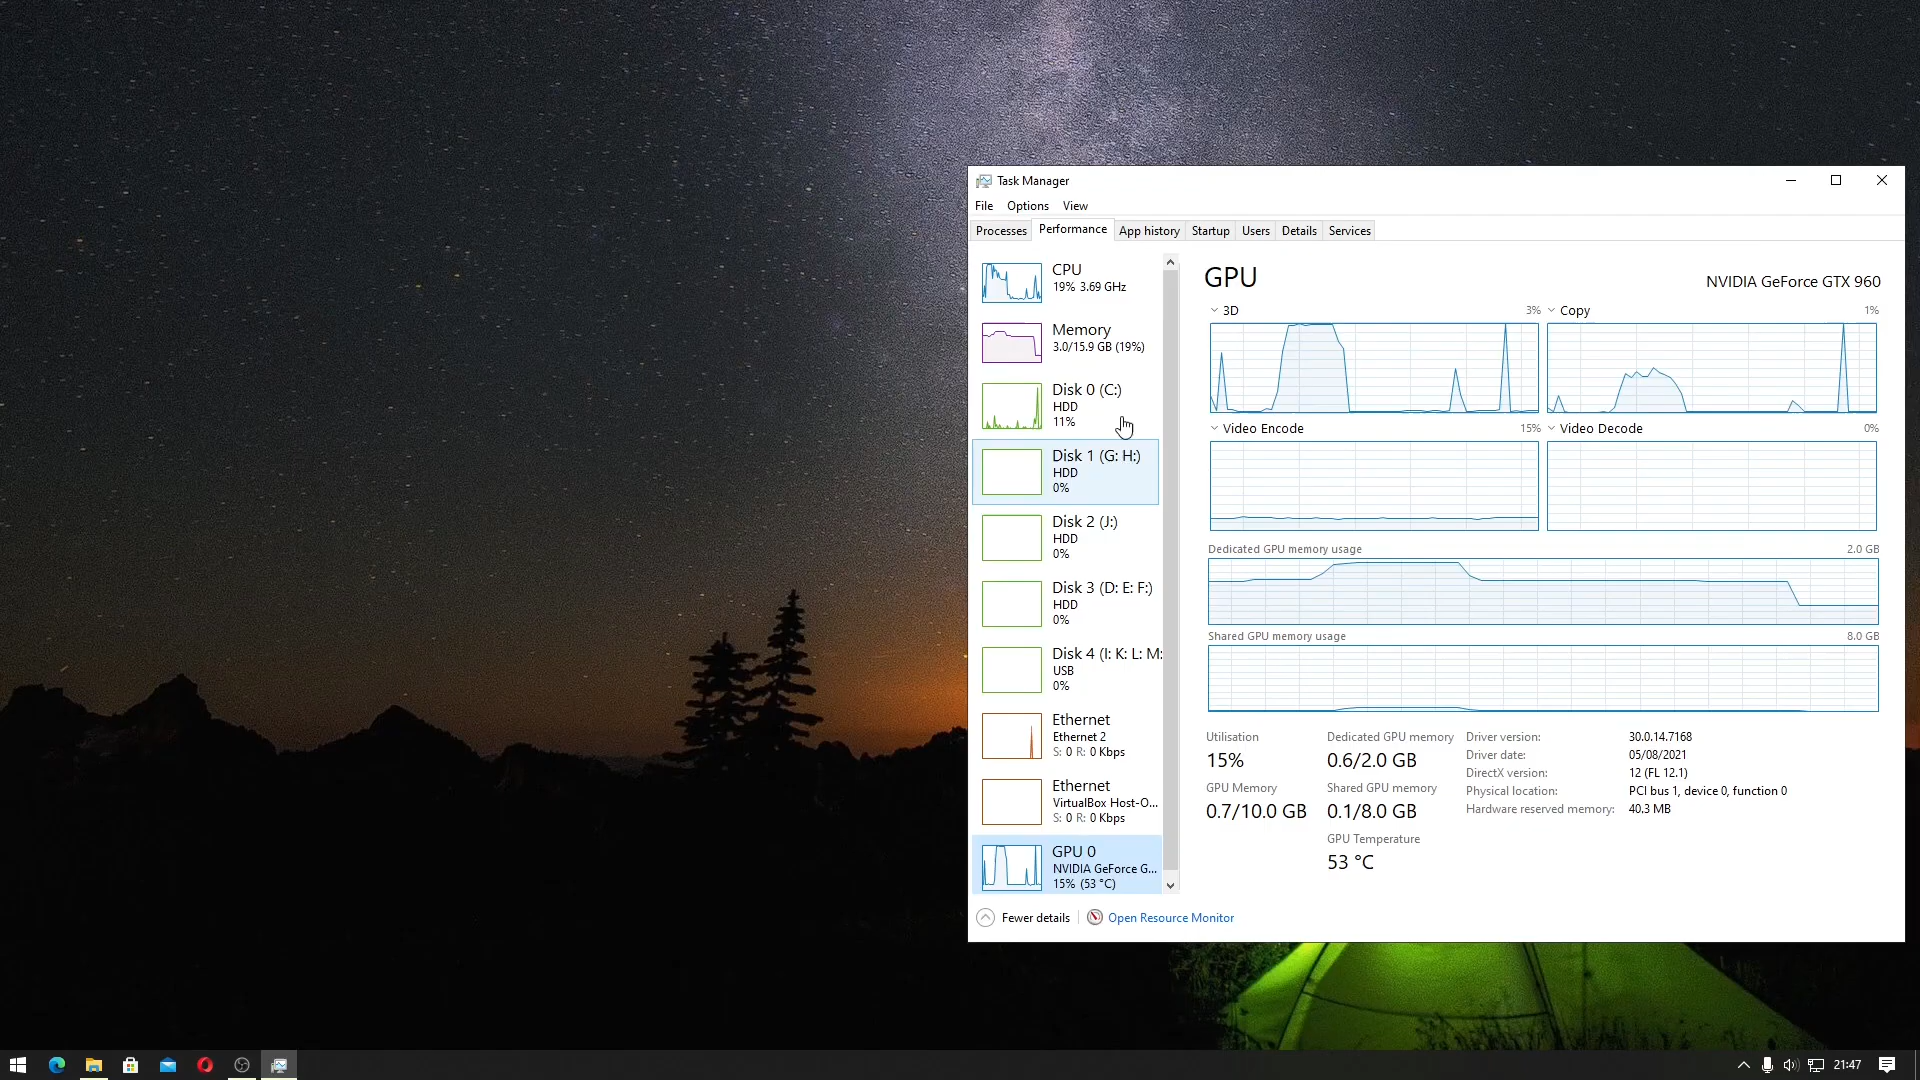 Task Manager
File Options View
Processes Performance App history Startup Users Details Services
CPU
19% 3.69 GHz
Memory
3.0/15.9 GB (19%)
Disk 0 (C:)
HDD
11%
Disk 1 (G: H:)
HDD
0%
Disk 2 (J:)
HDD
0%
Disk 3 (D: E: F:)
HDD
0%
Disk 4 (I: K: L: M:
USB
0%
Ethernet
Ethernet 2
S: 0 R: 0 Kbps
Ethernet
VirtualBox Host-O...
S: 0 R: 0 Kbps
GPU 0
NVIDIA GeForce G...
15% (53 °C)
GPU
NVIDIA GeForce GTX 960
3D 3%
Copy 1%
Video Encode 15%
Video Decode 0%
Dedicated GPU memory usage 2.0 GB
Shared GPU memory usage 8.0 GB
Utilisation
15%
Dedicated GPU memory
0.6/2.0 GB
GPU Memory
0.7/10.0 GB
Shared GPU memory
0.1/8.0 GB
GPU Temperature
53 °C
Driver version: 30.0.14.7168
Driver date: 05/08/2021
DirectX version: 12 (FL 12.1)
Physical location: PCI bus 1, device 0, function 0
Hardware reserved memory: 40.3 MB
Fewer details
Open Resource Monitor
21:47